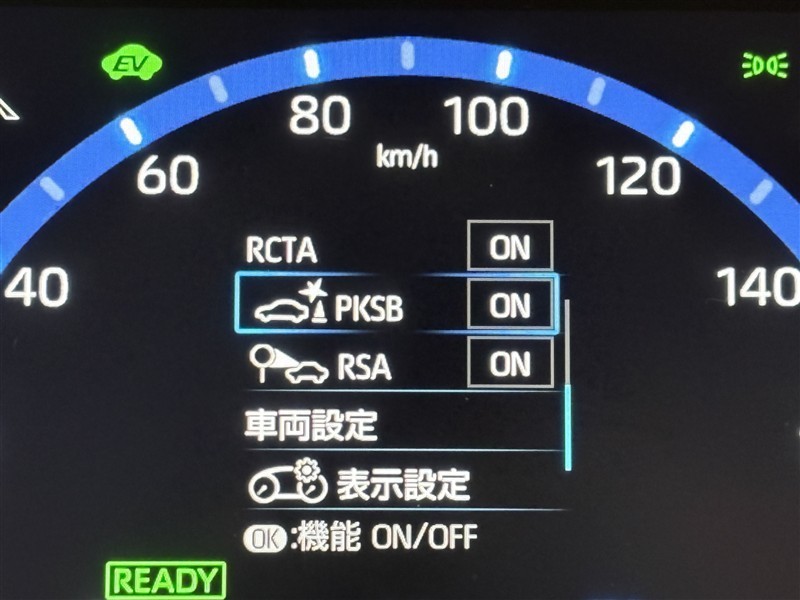 EV
80 100
km/h
60 120
RCTA ON
40 140
PKSB ON
RSA ON
車両設定
表示設定
OK:機能 ON/OFF
READY